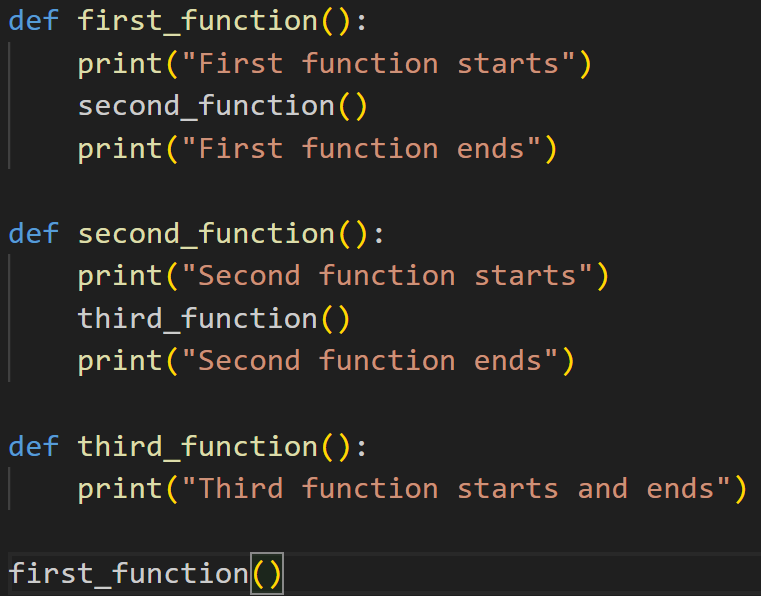 def first_function():
    print("First function starts")
    second_function()
    print("First function ends")

def second_function():
    print("Second function starts")
    third_function()
    print("Second function ends")

def third_function():
    print("Third function starts and ends")

first_function()